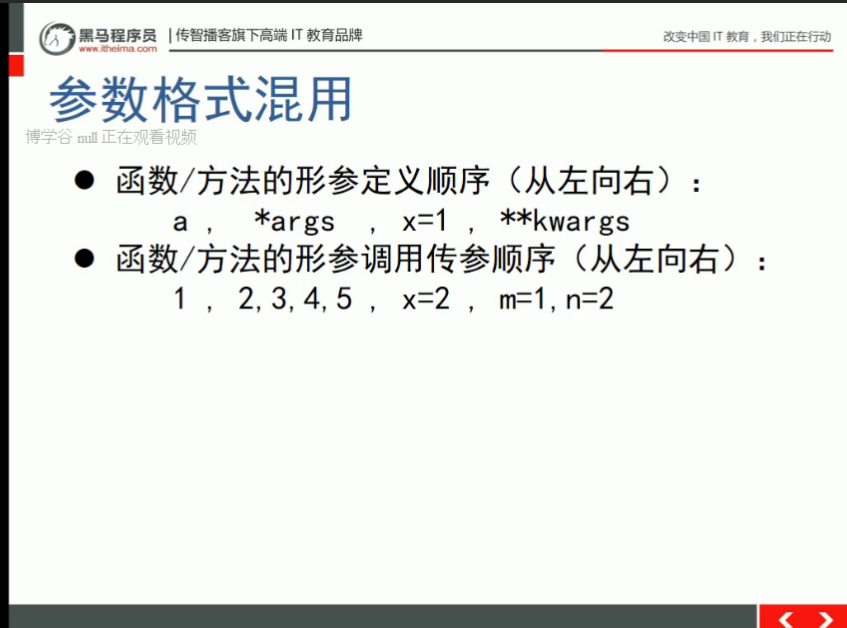 黑马程序员 | 传智播客旗下高端 IT 教育品牌
www.itheima.com
改变中国 IT 教育，我们正在行动
参数格式混用
博学谷 null 正在观看视频
● 函数/方法的形参定义顺序（从左向右）：
a ， *args ，x=1 ，**kwargs
● 函数/方法的形参调用传参顺序（从左向右）：
1 ，2,3,4,5 ，x=2 ，m=1,n=2